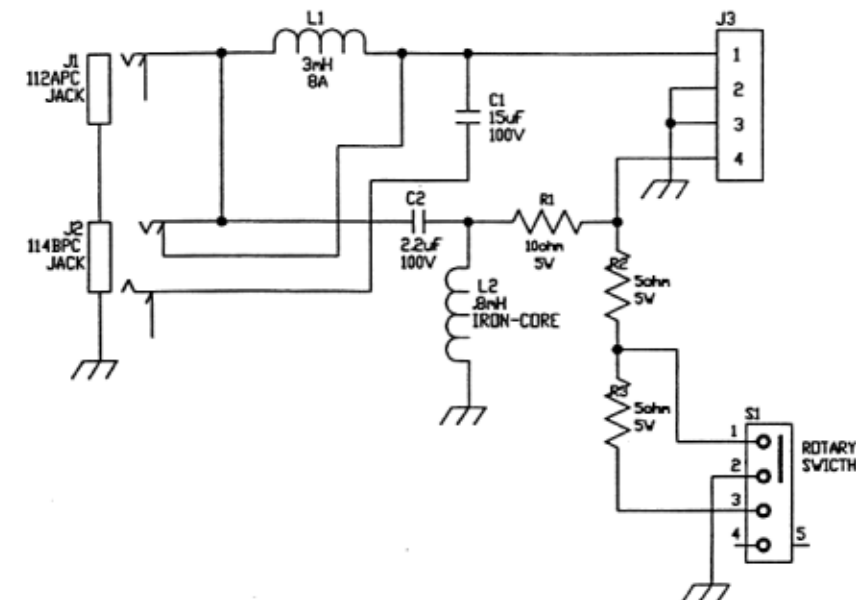 L1
3mH
8A
J3
1
2
3
4
J1
112APC
JACK
C1
15uF
100V
J2
114BPC
JACK
C2
2.2uF
100V
R1
10ohm
5W
L2
.8mH
IRON-CORE
R2
5ohm
5W
R3
5ohm
5W
S1
1
2
3
4
5
ROTARY
SWICTH